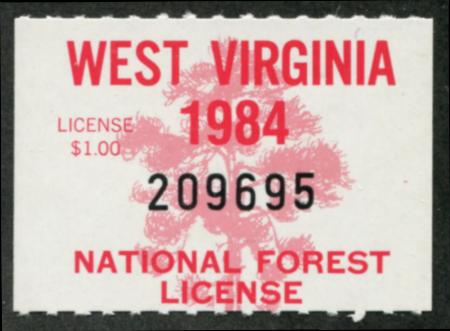 WEST VIRGINIA
1984
LICENSE
$1.00
209695
NATIONAL FOREST
LICENSE